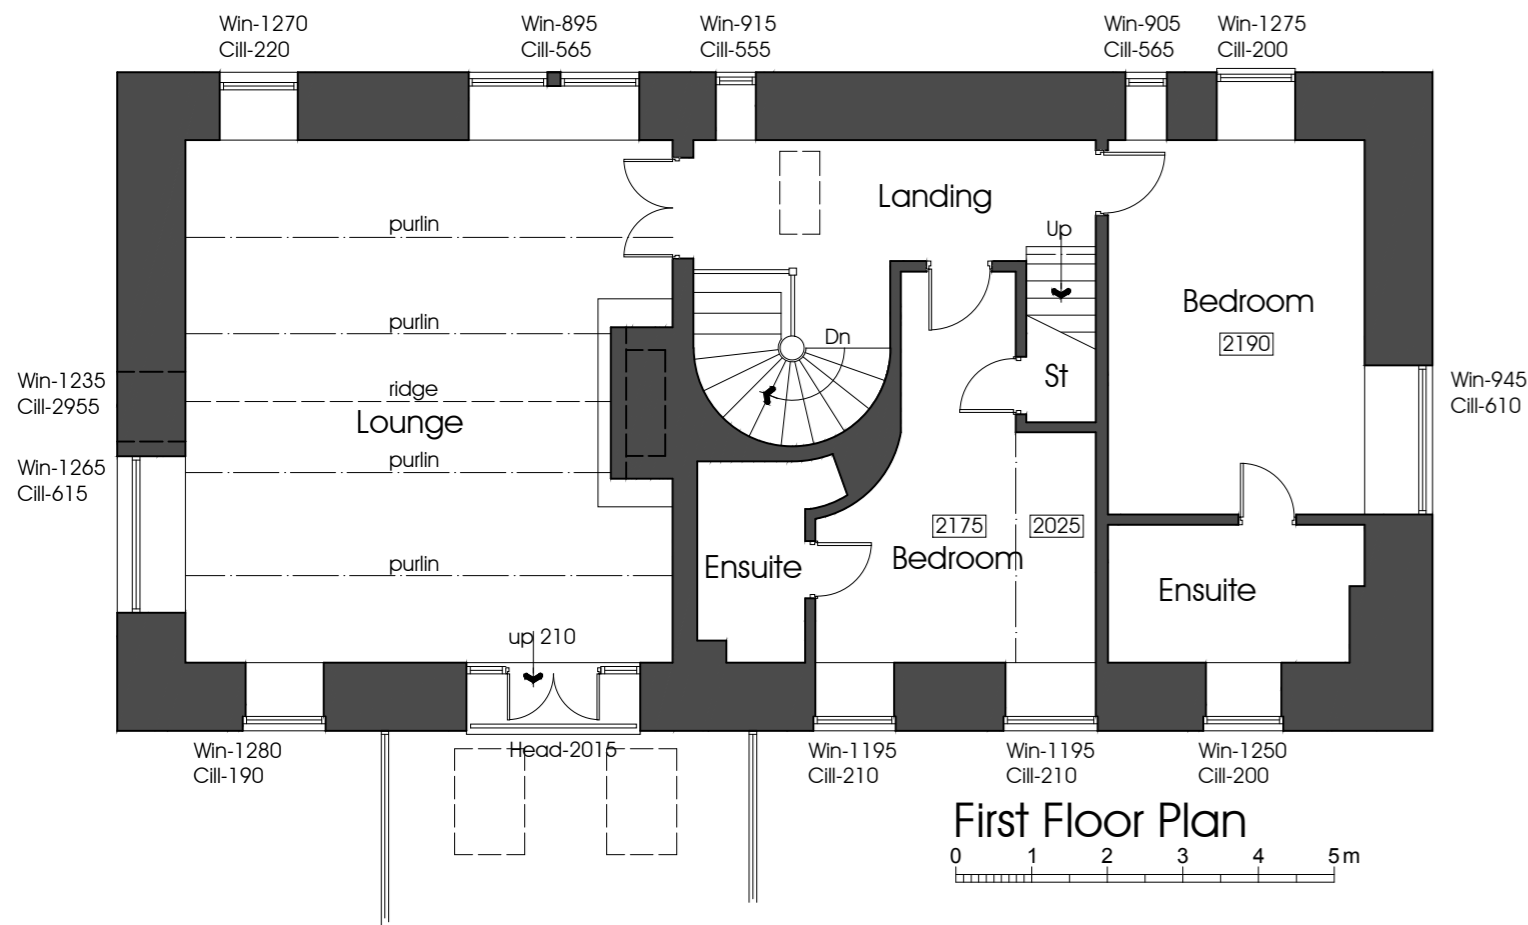 Win-1270
Cill-220
Win-895
Cill-565
Win-915
Cill-555
Win-905
Cill-565
Win-1275
Cill-200
Landing
purlin
Up
Bedroom
2190
purlin
Dn
St
Win-1235
Cill-2955
ridge
Lounge
Win-945
Cill-610
purlin
Win-1265
Cill-615
2175
2025
Bedroom
purlin
Ensuite
Ensuite
up 210
Win-1280
Cill-190
Head-2015
Win-1195
Cill-210
Win-1195
Cill-210
Win-1250
Cill-200
First Floor Plan
0 1 2 3 4 5m